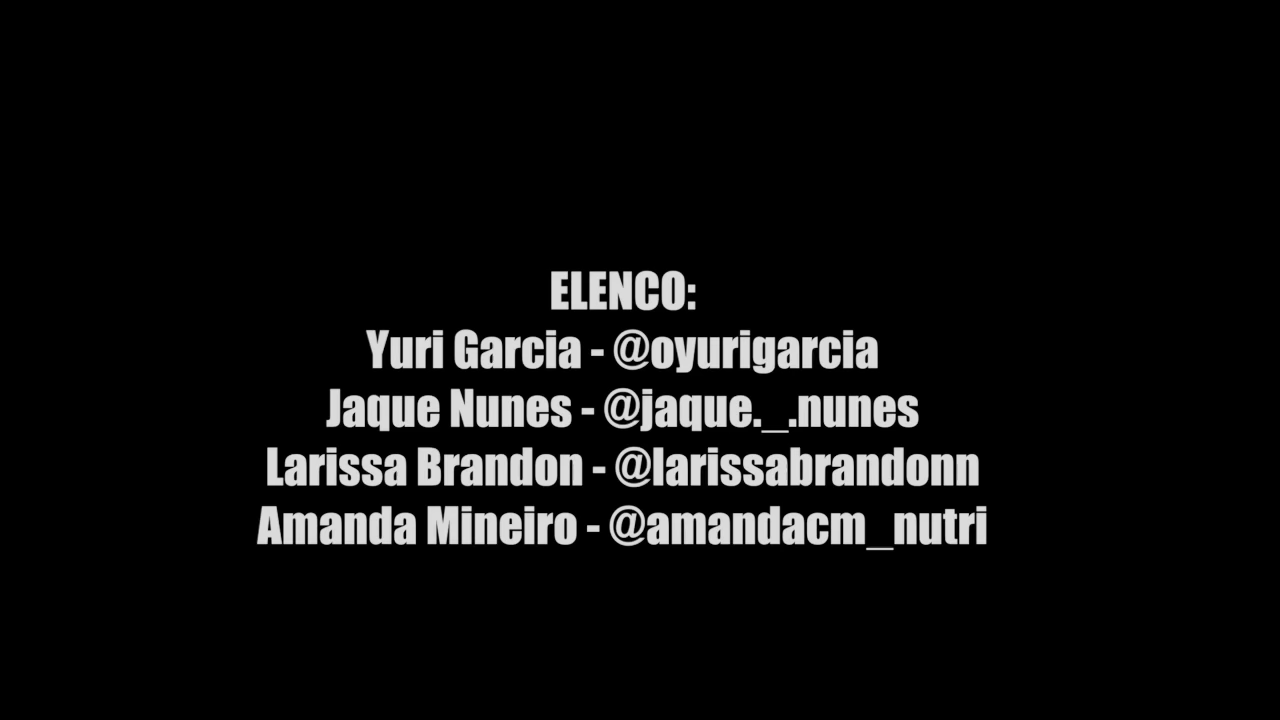 ELENCO:
Yuri Garcia - @oyurigarcia
Jaque Nunes - @jaque._.nunes
Larissa Brandon - @larissabrandonn
Amanda Mineiro - @amandacm_nutri